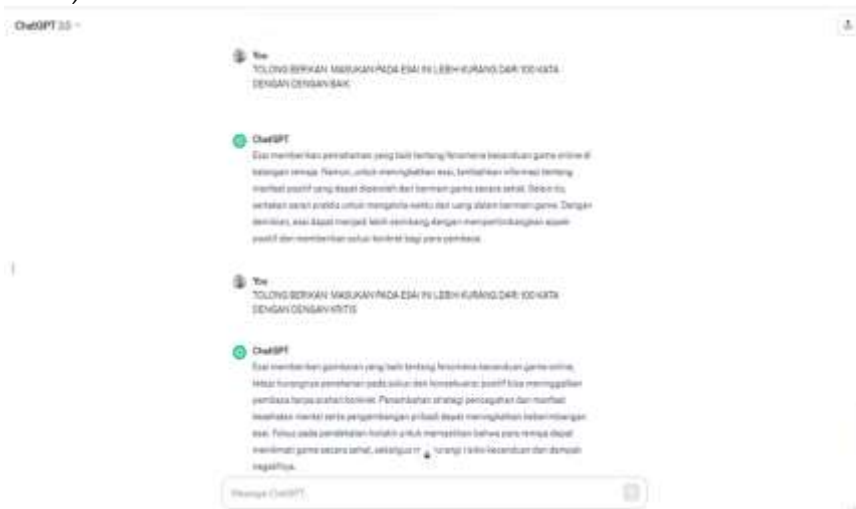 ChatGPT 3.5
You
TOLONG BERIKAN MASUKAN PADA ESAI INI LEBIH KURANG DARI 100 KATA
DENGAN DENGAN BAIK
ChatGPT
Esai memberikan pemahaman yang baik tentang fenomena kecanduan game online di
kalangan remaja. Namun, untuk meningkatkan esai, tambahkan informasi tentang
manfaat positif yang dapat diperoleh dari bermain game secara sehat. Selain itu,
sertakan saran praktis untuk mengelola waktu dan uang dalam bermain game. Dengan
demikian, esai dapat menjadi lebih seimbang dengan mempertimbangkan aspek
positif dan memberikan solusi konkret bagi para pembaca.
You
TOLONG BERIKAN MASUKAN PADA ESAI INI LEBIH KURANG DARI 100 KATA
DENGAN DENGAN KRITIS
ChatGPT
Esai memberikan gambaran yang baik tentang fenomena kecanduan game online,
tetapi kurangnya penekanan pada solusi dan konsekuensi positif bisa meninggalkan
pembaca tanpa arahan konkret. Penambahan strategi pencegahan dan manfaat
kesehatan mental serta pengembangan pribadi dapat meningkatkan keberimbangan
esai. Fokus pada pendekatan holistik untuk memastikan bahwa para remaja dapat
menikmati game secara sehat, sekaligus m urangi risiko kecanduan dan dampak
negatifnya.
Message ChatGPT